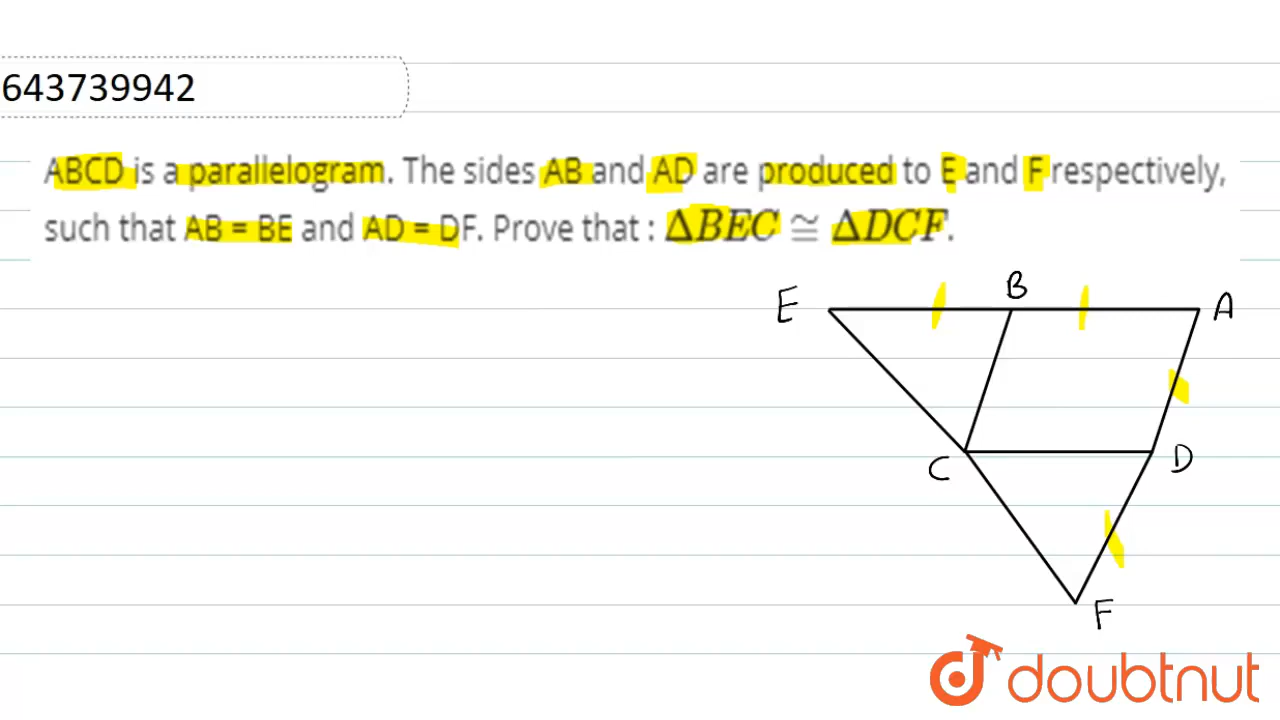 643739942
ABCD is a parallelogram. The sides AB and AD are produced to E and F respectively,
such that AB = BE and AD = DF. Prove that : ΔBEC ≅ ΔDCF.
E
B
A
C
D
F
doubtnut